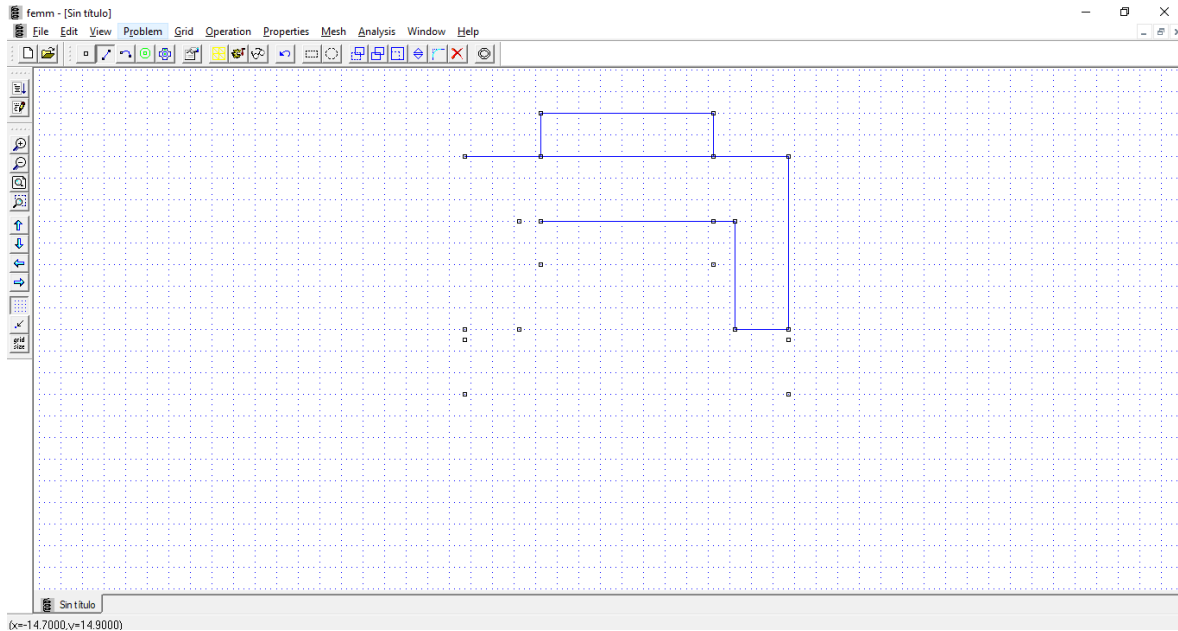 femm - [Sin título]
File Edit View Problem Grid Operation Properties Mesh Analysis Window Help
grid
size
Sin título
(x=-14.7000,y=14.9000)